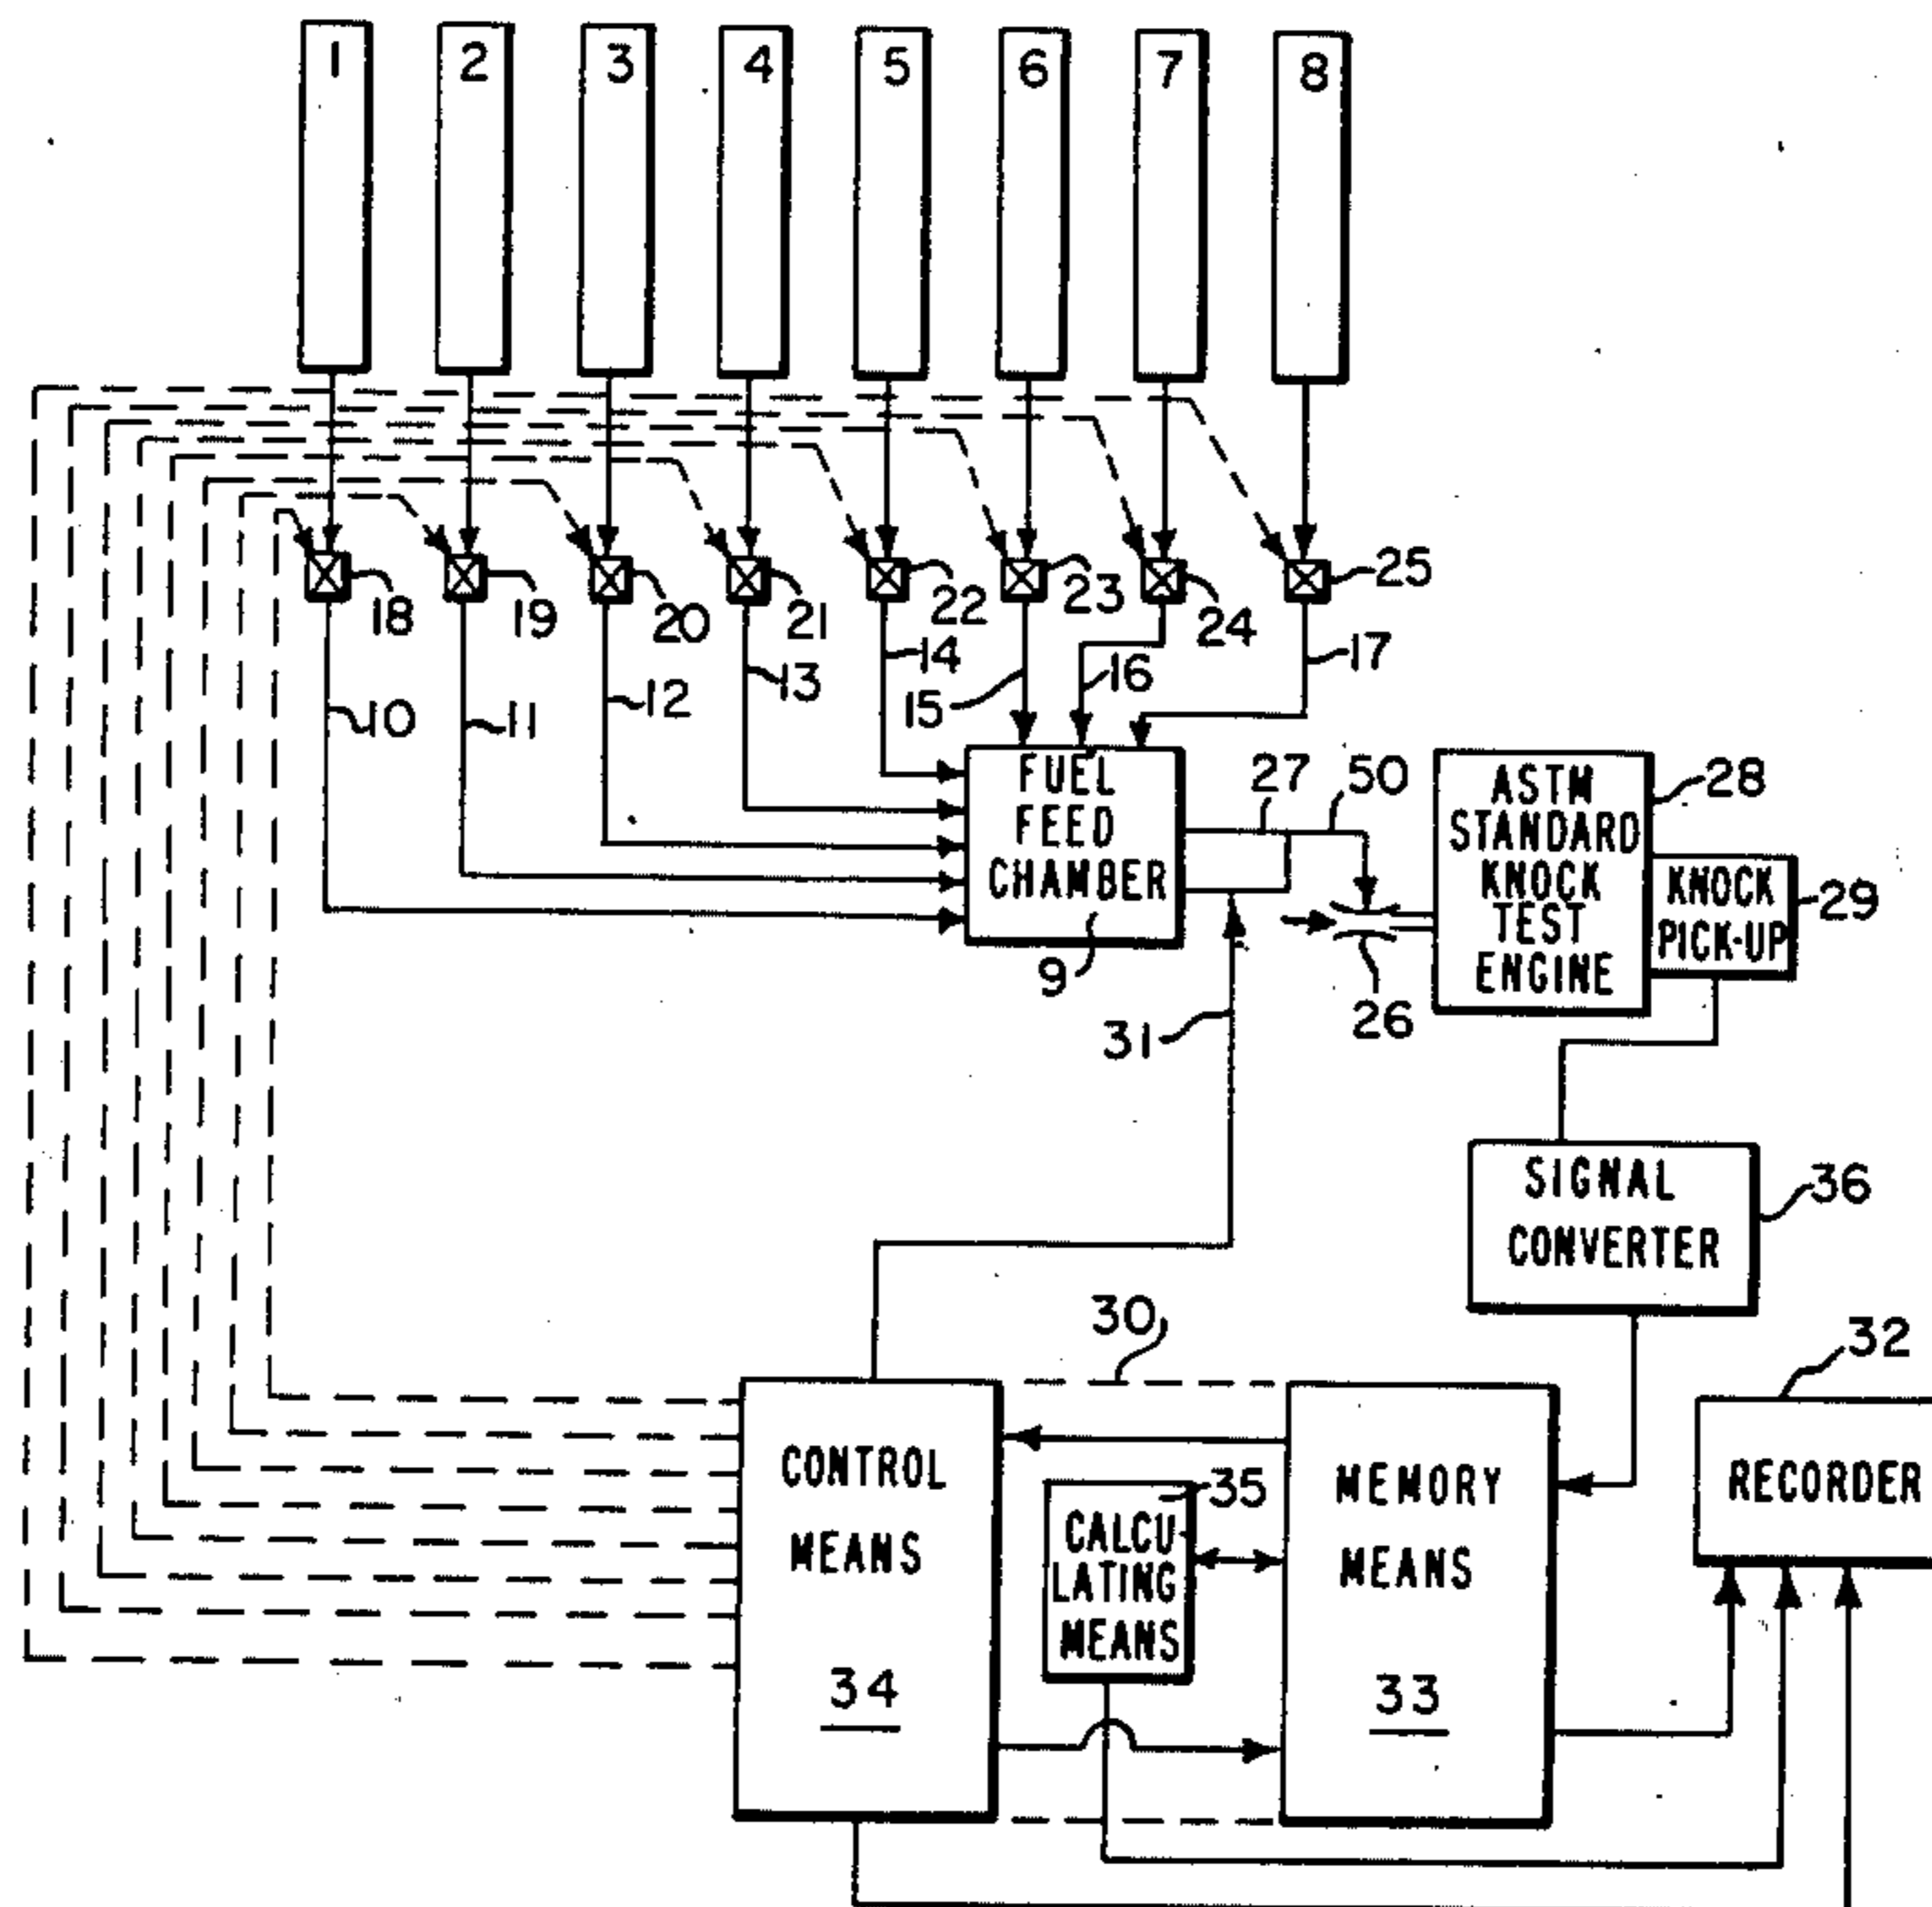 1 2 3 4 5 6 7 8
18 19 20 21 22 23 24 25
10 11 12 13 14 15 16 17
FUEL
FEED
CHAMBER
9
27 50
26
31
ASTM
STANDARD
KNOCK
TEST
ENGINE
28
KNOCK
PICK-UP
29
SIGNAL
CONVERTER
36
30
32
CONTROL
MEANS
34
35
CALCU
LATING
MEANS
MEMORY
MEANS
33
RECORDER